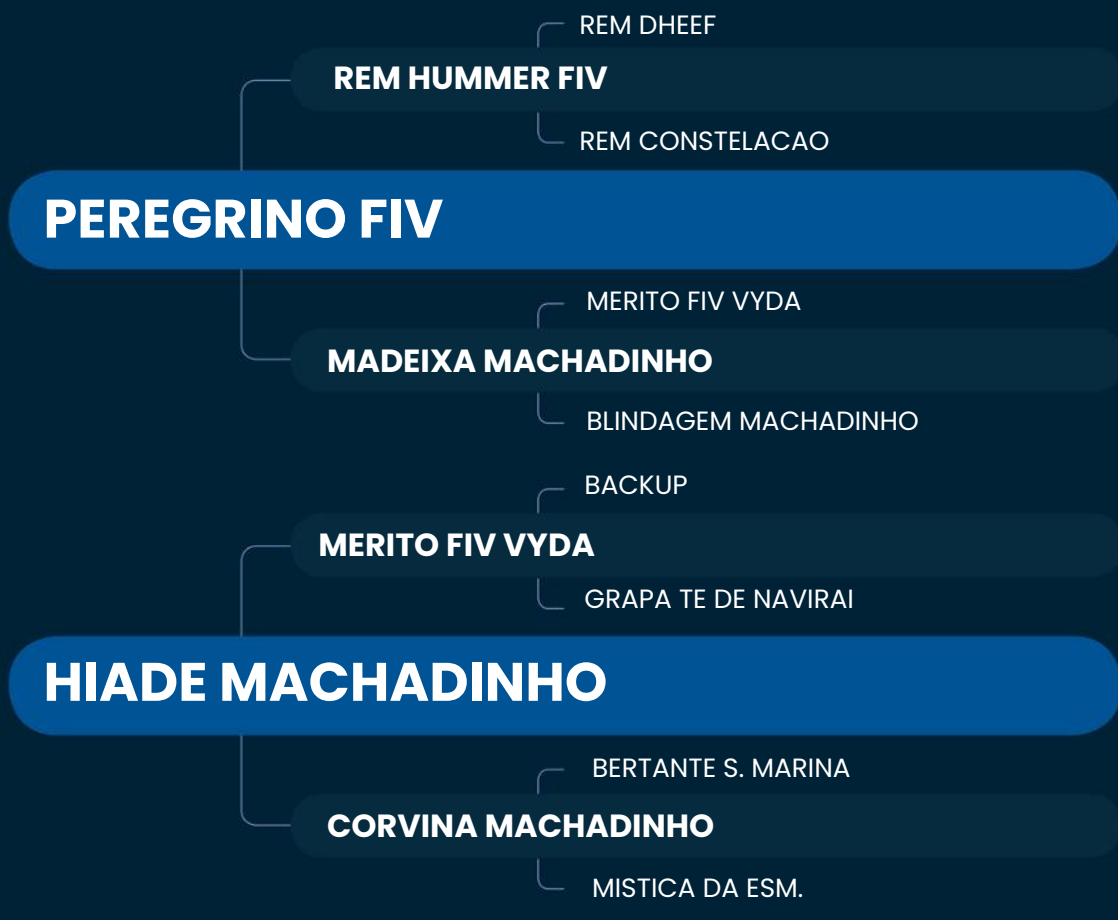 REM DHEEF
REM HUMMER FIV
REM CONSTELACAO
PEREGRINO FIV
MERITO FIV VYDA
MADEIXA MACHADINHO
BLINDAGEM MACHADINHO
BACKUP
MERITO FIV VYDA
GRAPA TE DE NAVIRAI
HIADE MACHADINHO
BERTANTE S. MARINA
CORVINA MACHADINHO
MISTICA DA ESM.